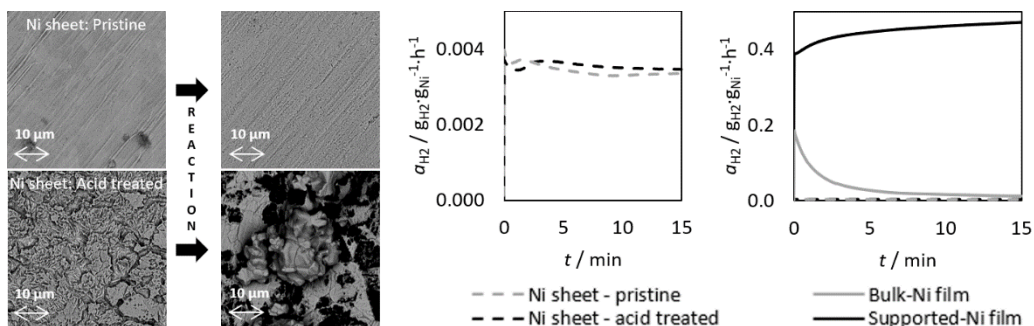 Ni sheet: Pristine
10 µm
10 µm
REACTION
Ni sheet: Acid treated
10 µm
10 µm
a_H2 / g_H2·g_Ni^-1·h^-1
0.004
0.002
0.000
0
5
10
15
t / min
Ni sheet - pristine
Ni sheet - acid treated
a_H2 / g_H2·g_Ni^-1·h^-1
0.4
0.2
0.0
0
5
10
15
t / min
Bulk-Ni film
Supported-Ni film